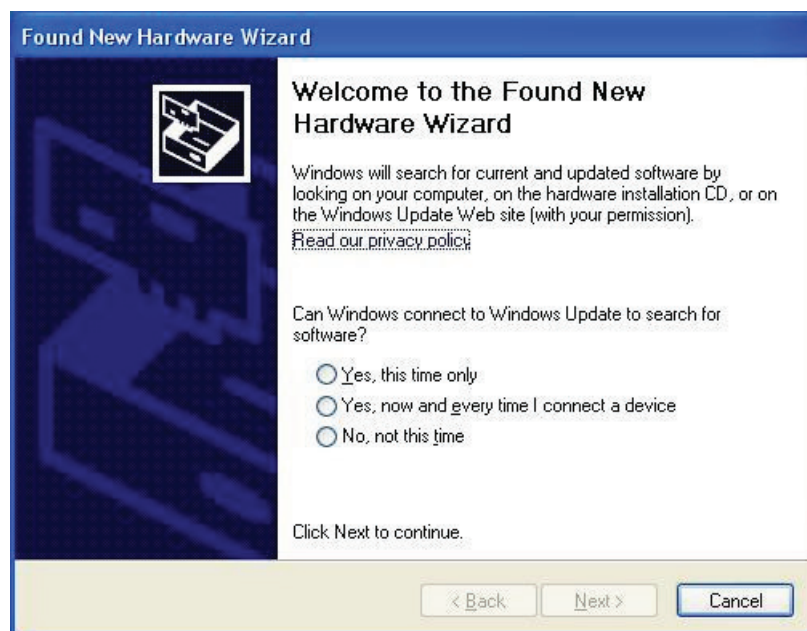 Found New Hardware Wizard
Welcome to the Found New
Hardware Wizard
Windows will search for current and updated software by
looking on your computer, on the hardware installation CD, or on
the Windows Update Web site (with your permission).
Read our privacy policy
Can Windows connect to Windows Update to search for
software?
Yes, this time only
Yes, now and every time I connect a device
No, not this time
Click Next to continue.
< Back
Next >
Cancel